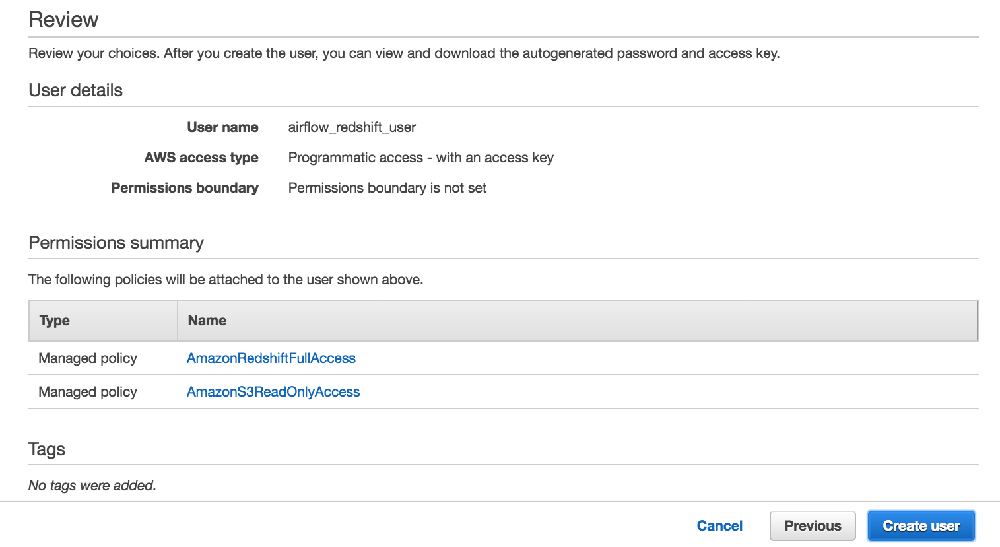 Review
Review your choices. After you create the user, you can view and download the autogenerated password and access key.
User details
User name airflow_redshift_user
AWS access type Programmatic access - with an access key
Permissions boundary Permissions boundary is not set
Permissions summary
The following policies will be attached to the user shown above.
Type Name
Managed policy AmazonRedshiftFullAccess
Managed policy AmazonS3ReadOnlyAccess
Tags
No tags were added.
Cancel Previous Create user